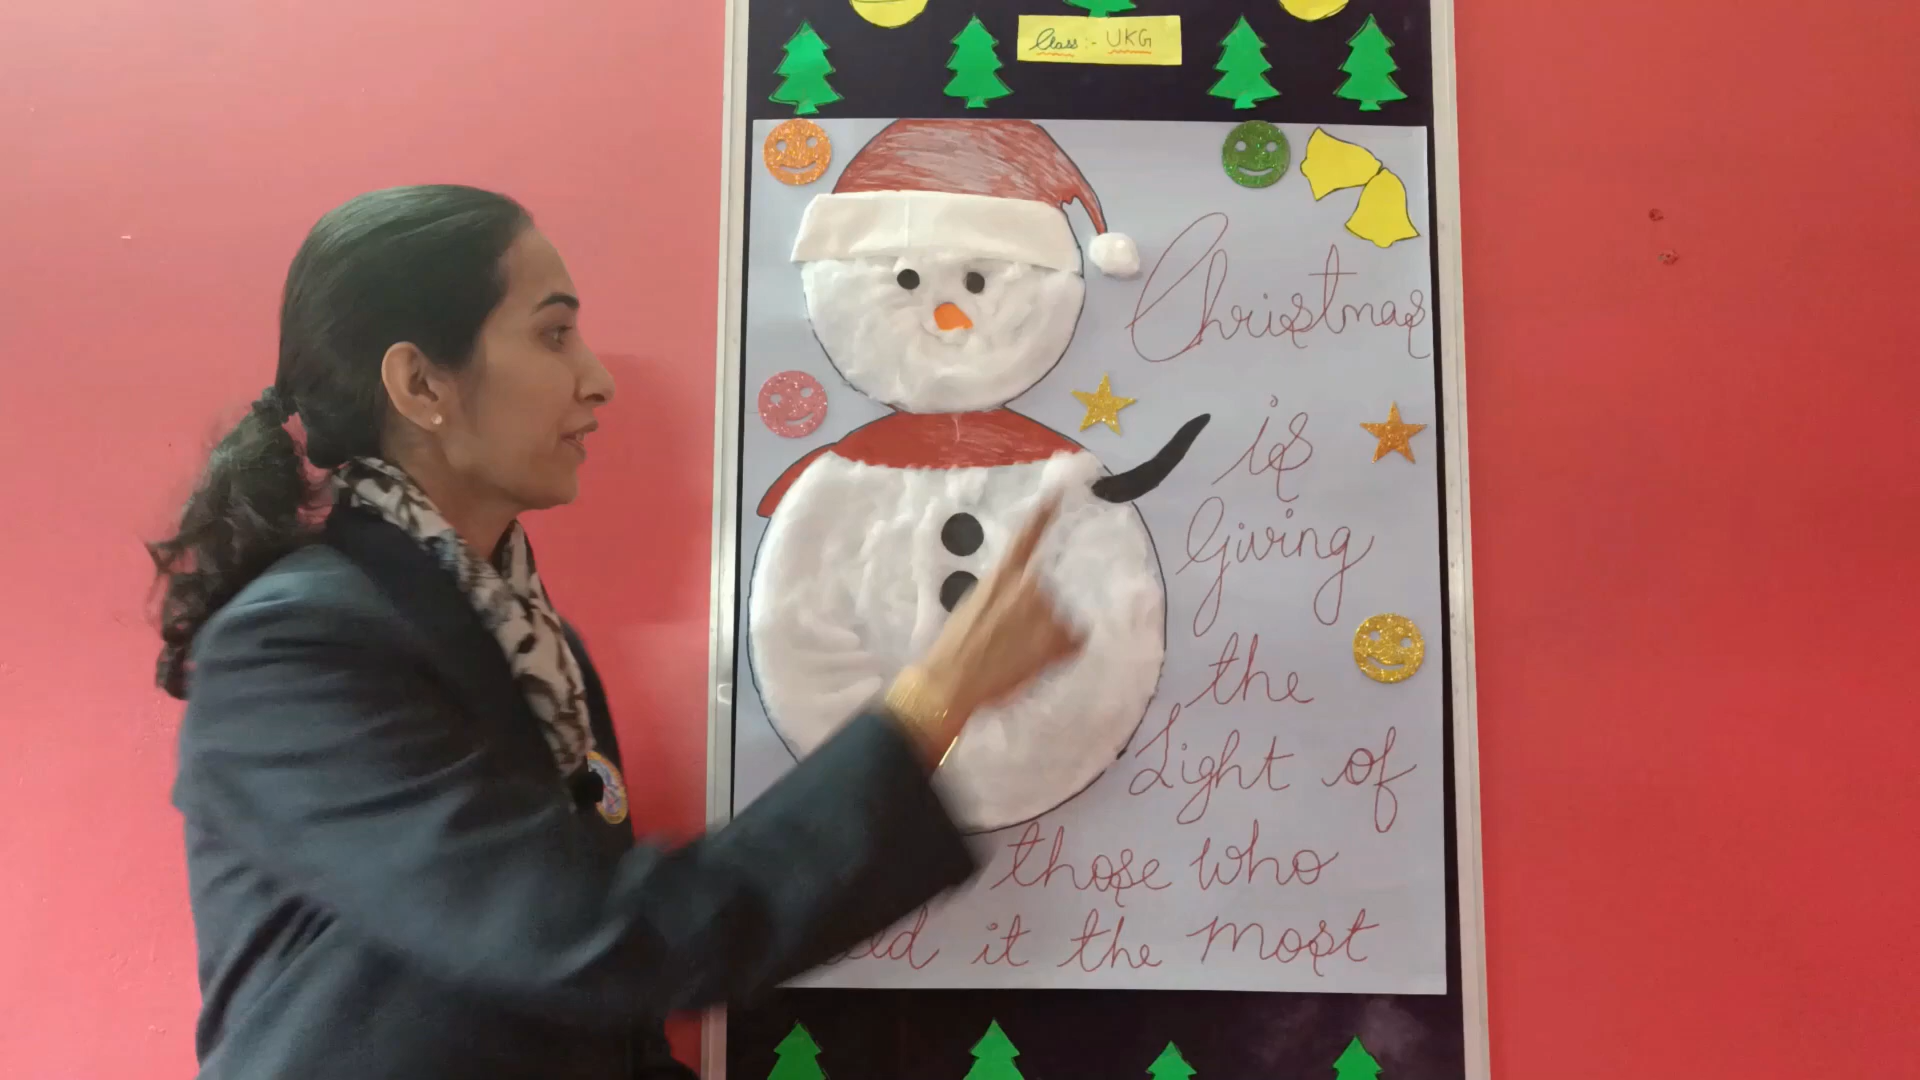 Class :- UKG
Christmas
is
Giving
the
Light of
those who
it the most